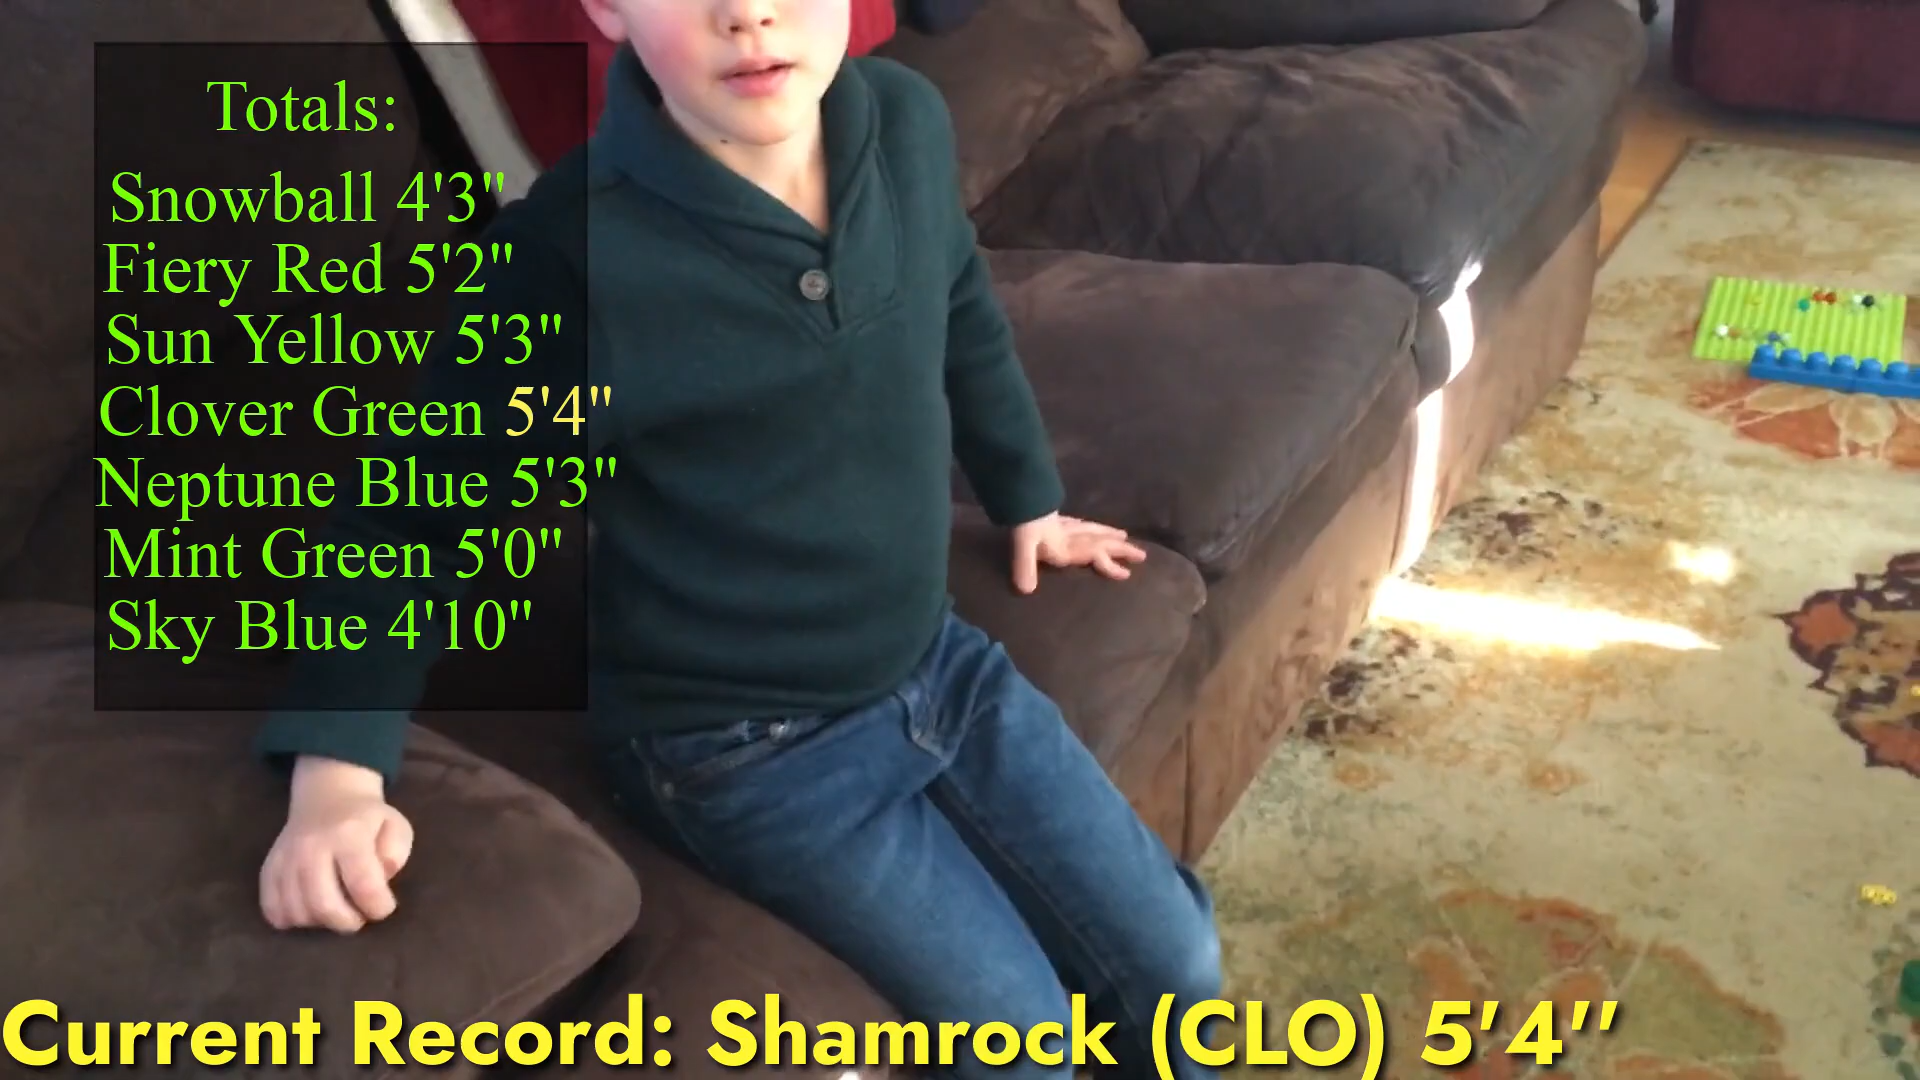 Totals:
Snowball 4'3"
Fiery Red 5'2"
Sun Yellow 5'3"
Clover Green 5'4"
Neptune Blue 5'3"
Mint Green 5'0"
Sky Blue 4'10"
Current Record: Shamrock (CLO) 5'4''